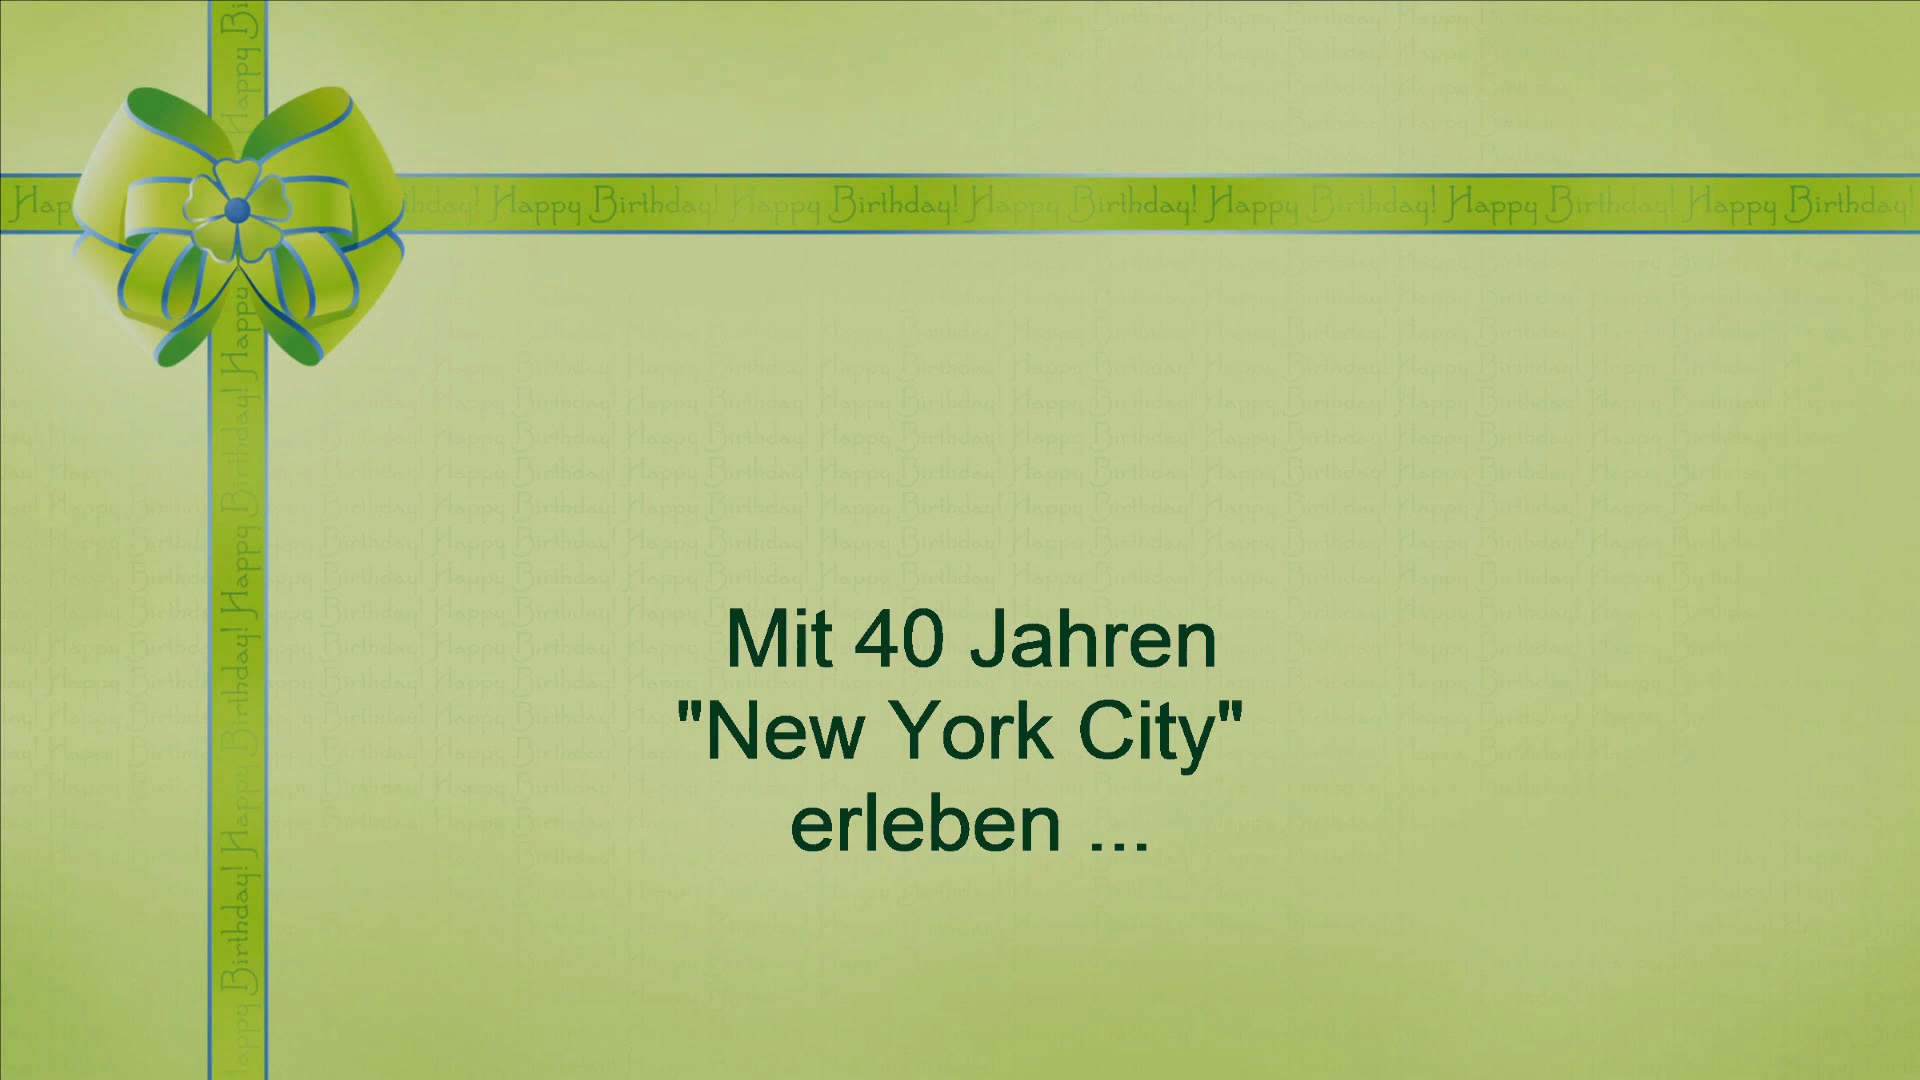 Happy Birthday! Happy Birthday! Happy Birthday! Happy Birthday! Happy Birthday! Happy Birthday!
Mit 40 Jahren
"New York City"
erleben ...